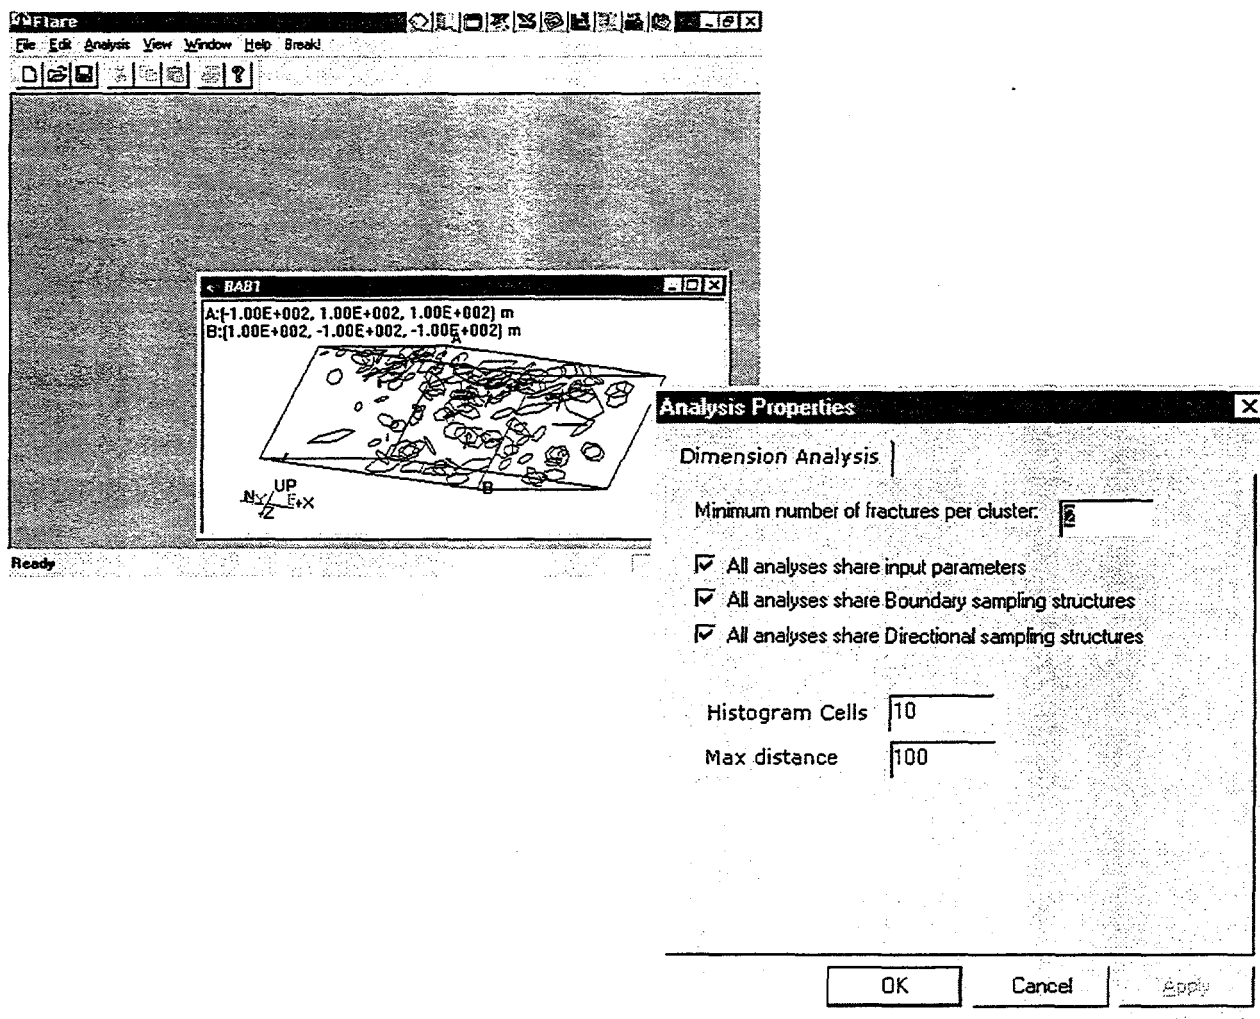 Flare
File Edit Analysis View Window Help Break!
BAB1
A:(-1.00E+002, 1.00E+002, 1.00E+002) m
B:(1.00E+002, -1.00E+002, -1.00E+002) m
A
B
UP
N Y E+X
+Z
Ready
Analysis Properties
Dimension Analysis
Minimum number of fractures per cluster:
All analyses share input parameters
All analyses share Boundary sampling structures
All analyses share Directional sampling structures
Histogram Cells 10
Max distance 100
OK Cancel Apply